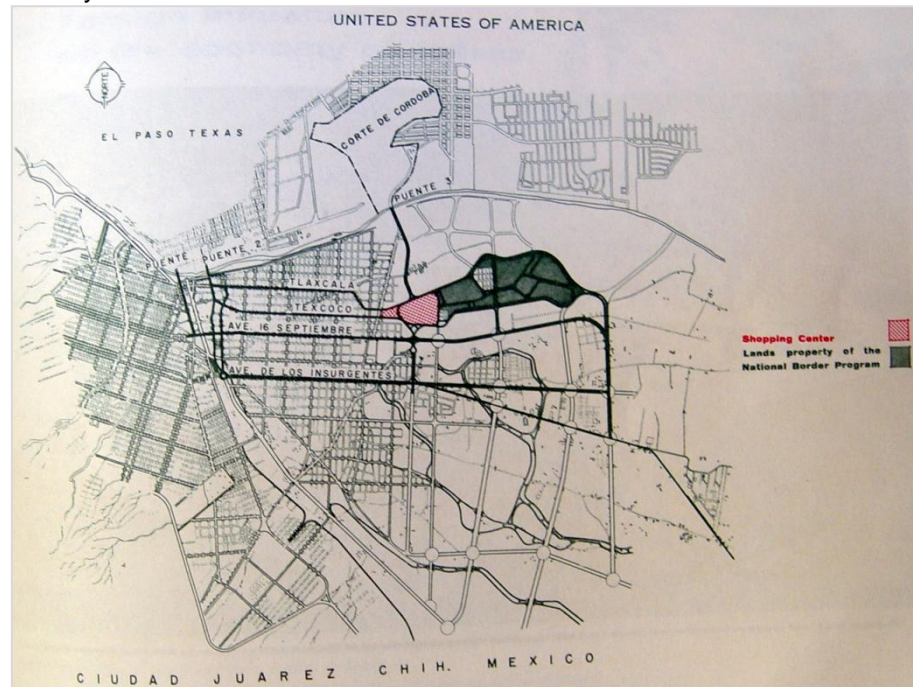 UNITED STATES OF AMERICA
NORTE
EL PASO TEXAS
CORTE DE CORDOBA
PUENTE 3
PUENTE
PUENTE 2
TLAXCALA
TEXCOCO
AVE. 16 SEPTIEMBRE
AVE. DE LOS INSURGENTES
Shopping Center
Lands property of the
National Border Program
CIUDAD JUAREZ CHIH. MEXICO